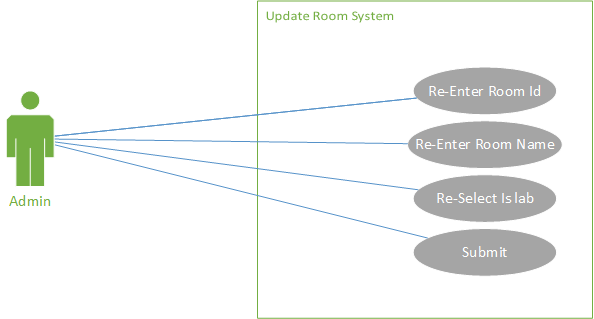 Update Room System
Re-Enter Room Id
Re-Enter Room Name
Admin
Re-Select Is lab
Submit